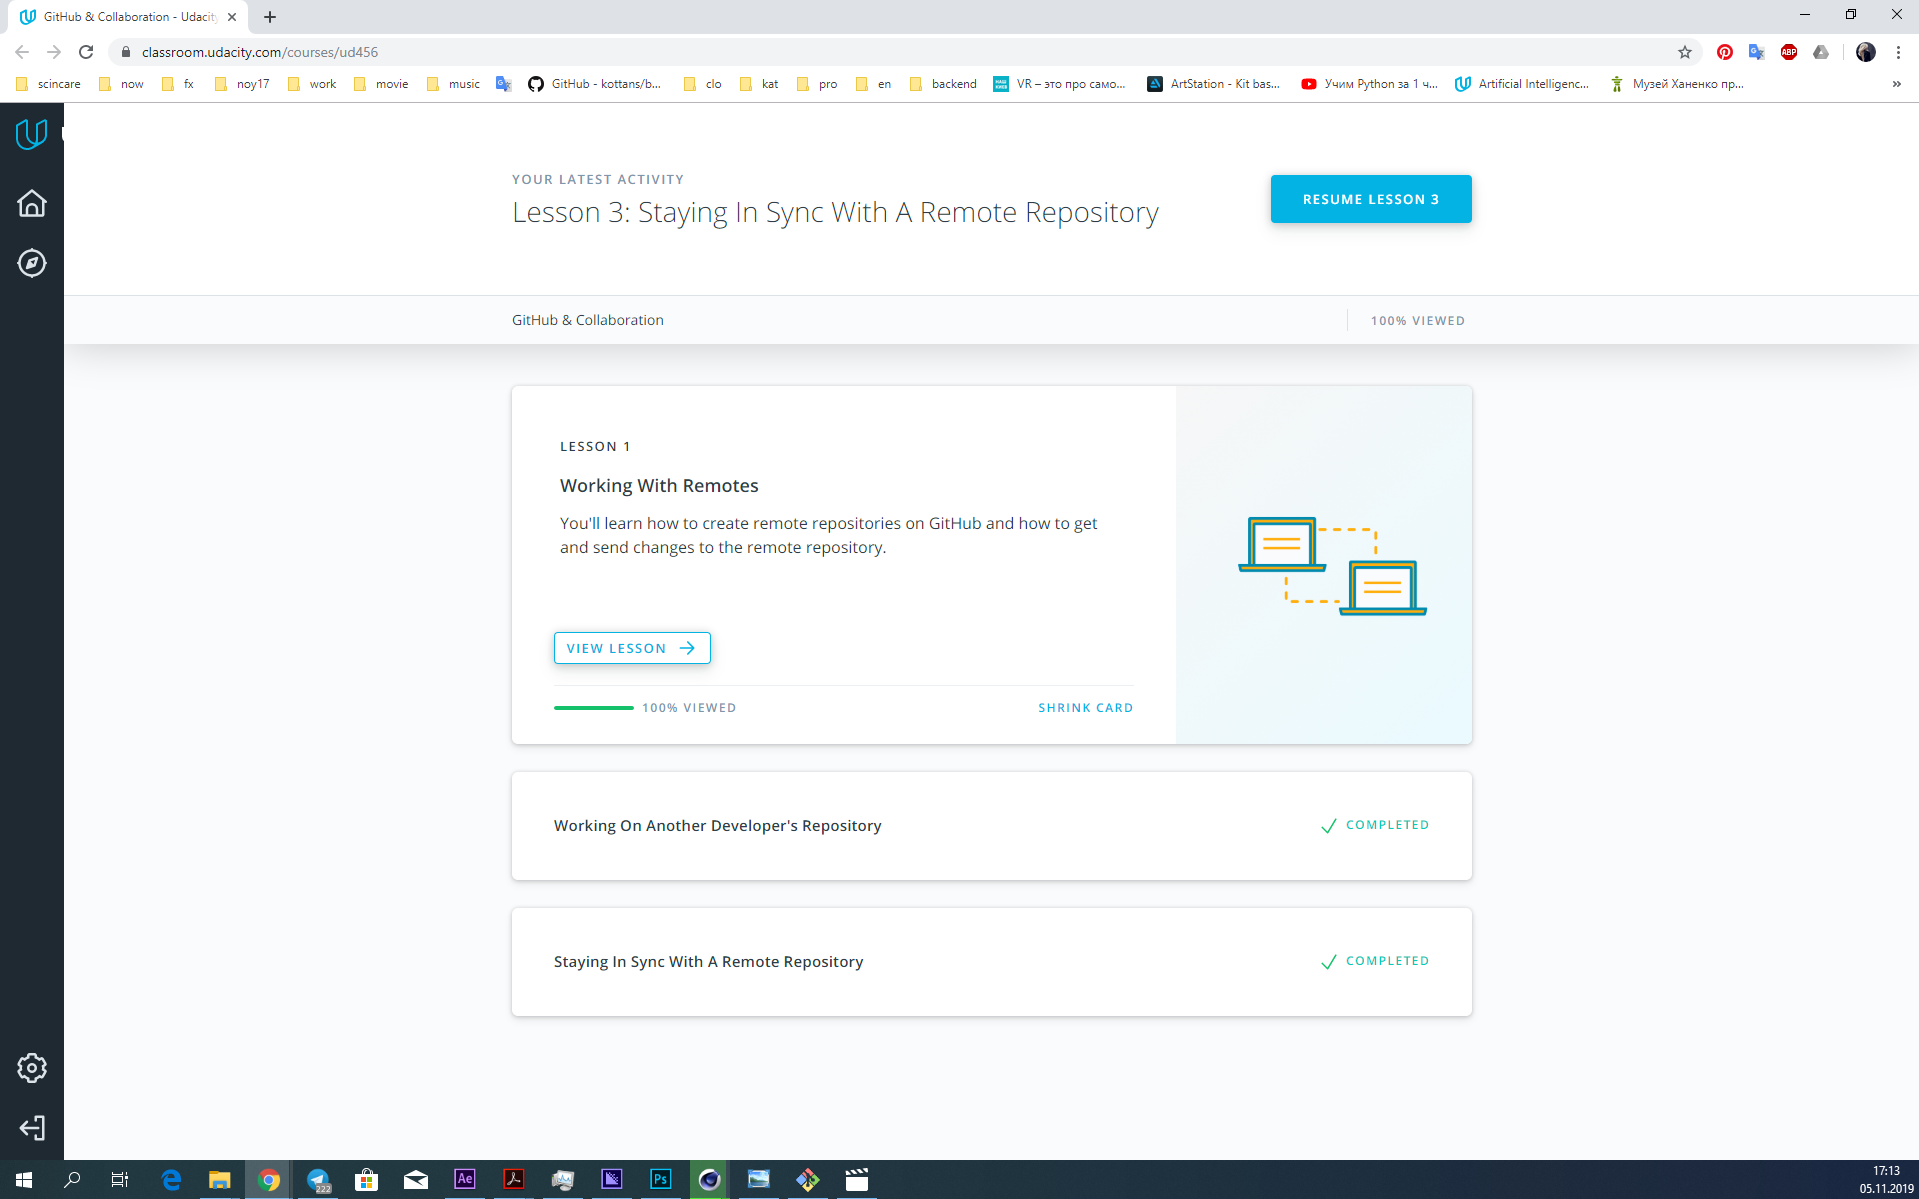 GitHub & Collaboration - Udacity
classroom.udacity.com/courses/ud456
scincare
now
fx
noy17
work
movie
music
GitHub - kottans/b...
clo
kat
pro
en
backend
VR – это про само...
ArtStation - Kit bas...
Учим Python за 1 ч...
Artificial Intelligenc...
Музей Ханенко пр...
YOUR LATEST ACTIVITY
Lesson 3: Staying In Sync With A Remote Repository
RESUME LESSON 3
GitHub & Collaboration
100% VIEWED
LESSON 1
Working With Remotes
You'll learn how to create remote repositories on GitHub and how to get
and send changes to the remote repository.
VIEW LESSON
100% VIEWED
SHRINK CARD
Working On Another Developer's Repository
COMPLETED
Staying In Sync With A Remote Repository
COMPLETED
ABP
222
Ae
Ps
17:13
05.11.2019